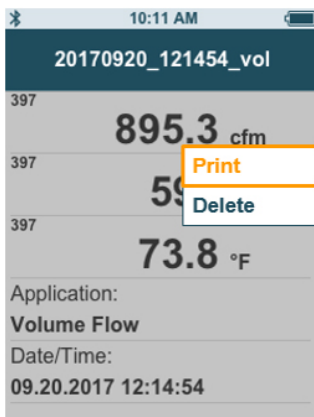 10:11 AM
20170920_121454_vol
397
895.3 cfm
397
Print
Delete
397
73.8 °F
Application:
Volume Flow
Date/Time:
09.20.2017 12:14:54